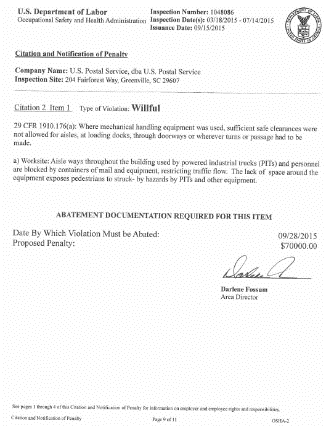 U.S. Department of Labor
Occupational Safety and Health Administration
Inspection Number: 1048086
Inspection Date(s): 03/18/2015 - 07/14/2015
Issuance Date: 09/15/2015
Citation and Notification of Penalty
Company Name: U.S. Postal Service, dba U.S. Postal Service
Inspection Site: 204 Fairforest Way, Greenville, SC 29607
Citation 2 Item 1 Type of Violation: Willful
29 CFR 1910.176(a): Where mechanical handling equipment was used, sufficient safe clearances were
not allowed for aisles, at loading docks, through doorways or wherever turns or passage had to be
made.
a) Worksite: Aisle ways throughout the building used by powered industrial trucks (PITs) and personnel
are blocked by containers of mail and equipment, restricting traffic flow. The lack of space around the
equipment exposes pedestrians to struck- by hazards by PITs and other equipment.
ABATEMENT DOCUMENTATION REQUIRED FOR THIS ITEM
Date By Which Violation Must be Abated: 09/28/2015
Proposed Penalty: $70000.00
Darlene Fossum
Area Director
See pages 1 through 4 of this Citation and Notification of Penalty for information on employer and employee rights and responsibilities.
Citation and Notification of Penalty
Page 9 of 11
OSHA-2